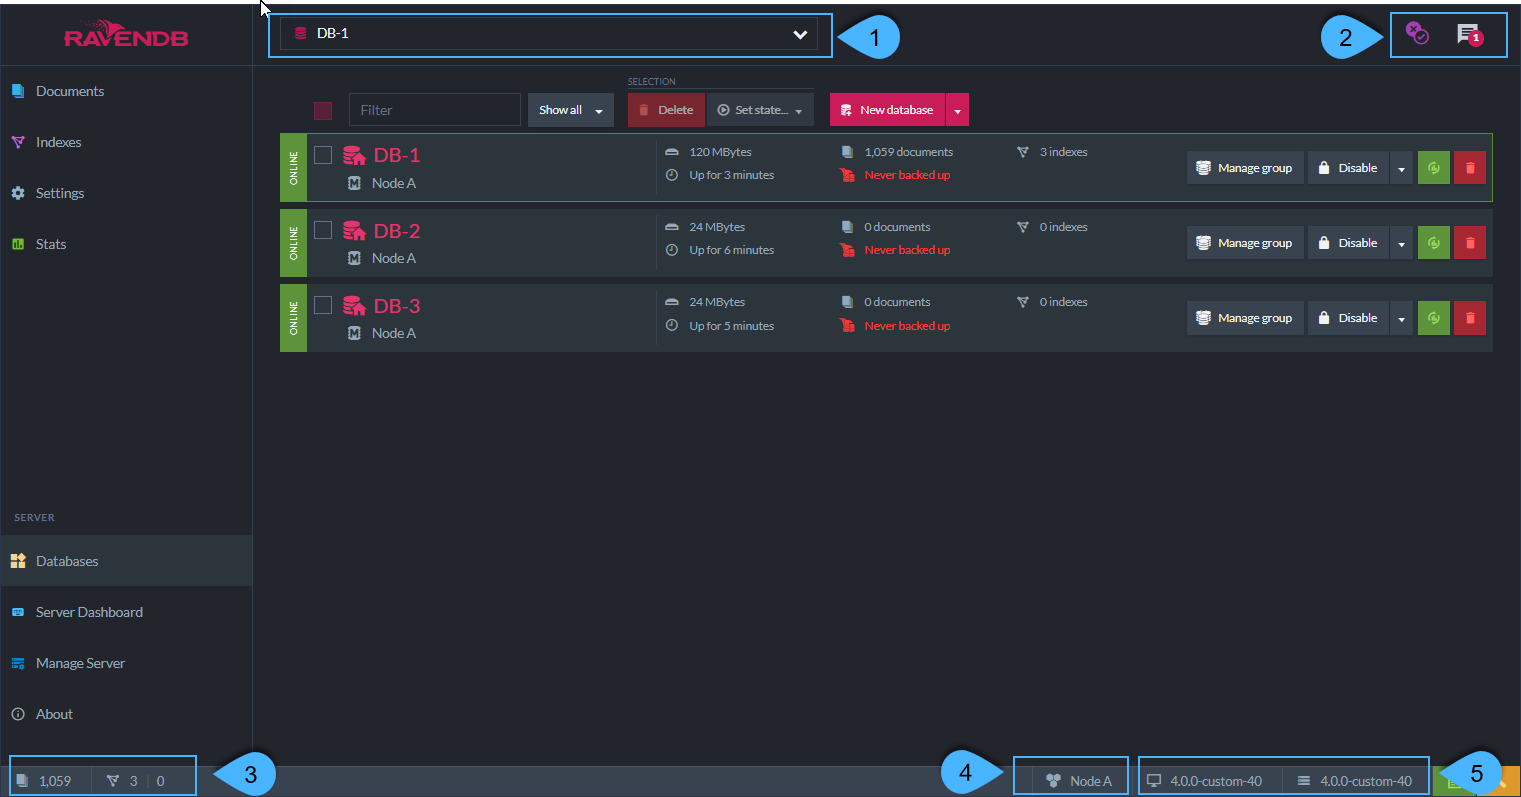 RAVENDB
DB-1
1
2
1
Documents
Indexes
Settings
Stats
SELECTION
Filter
Show all
Delete
Set state...
New database
ONLINE
DB-1
Node A
120 MBytes
Up for 3 minutes
1,059 documents
Never backed up
3 indexes
Manage group
Disable
ONLINE
DB-2
Node A
24 MBytes
Up for 6 minutes
0 documents
Never backed up
0 indexes
Manage group
Disable
ONLINE
DB-3
Node A
24 MBytes
Up for 5 minutes
0 documents
Never backed up
0 indexes
Manage group
Disable
SERVER
Databases
Server Dashboard
Manage Server
About
1,059
3 | 0
3
4
Node A
4.0.0-custom-40
4.0.0-custom-40
5